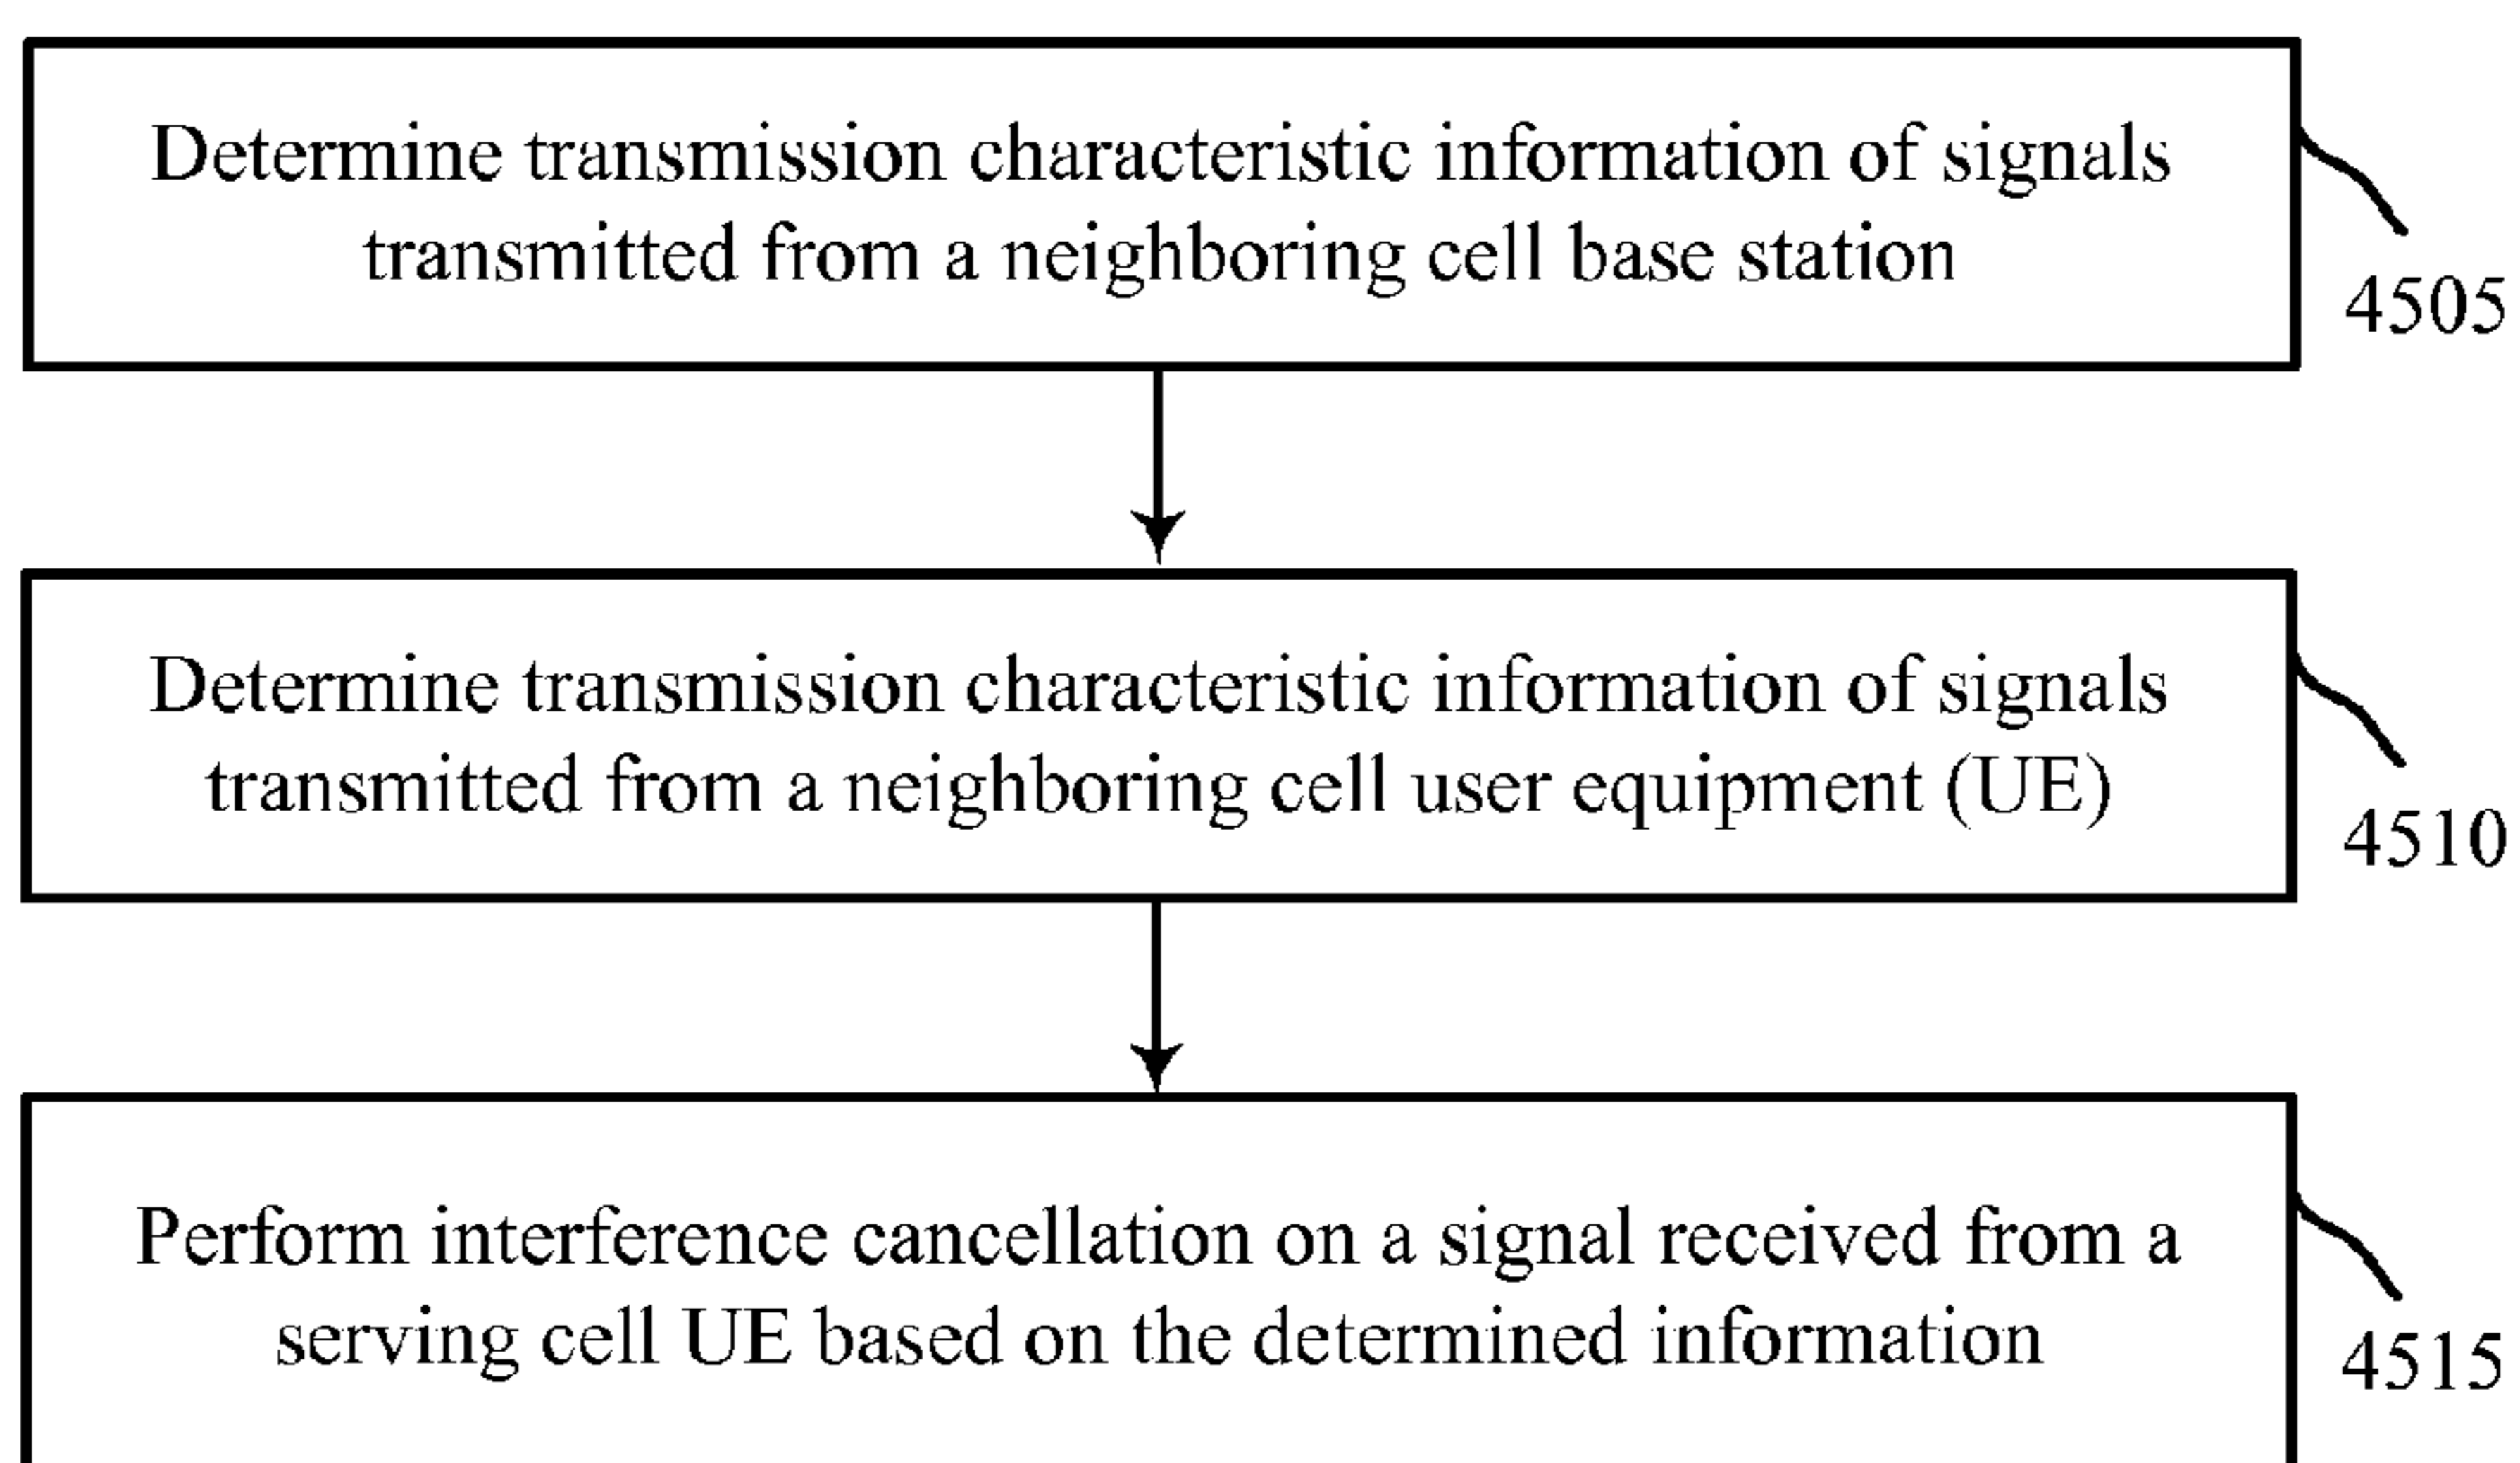 Determine transmission characteristic information of signals
transmitted from a neighboring cell base station
4505
Determine transmission characteristic information of signals
transmitted from a neighboring cell user equipment (UE)
4510
Perform interference cancellation on a signal received from a
serving cell UE based on the determined information
4515